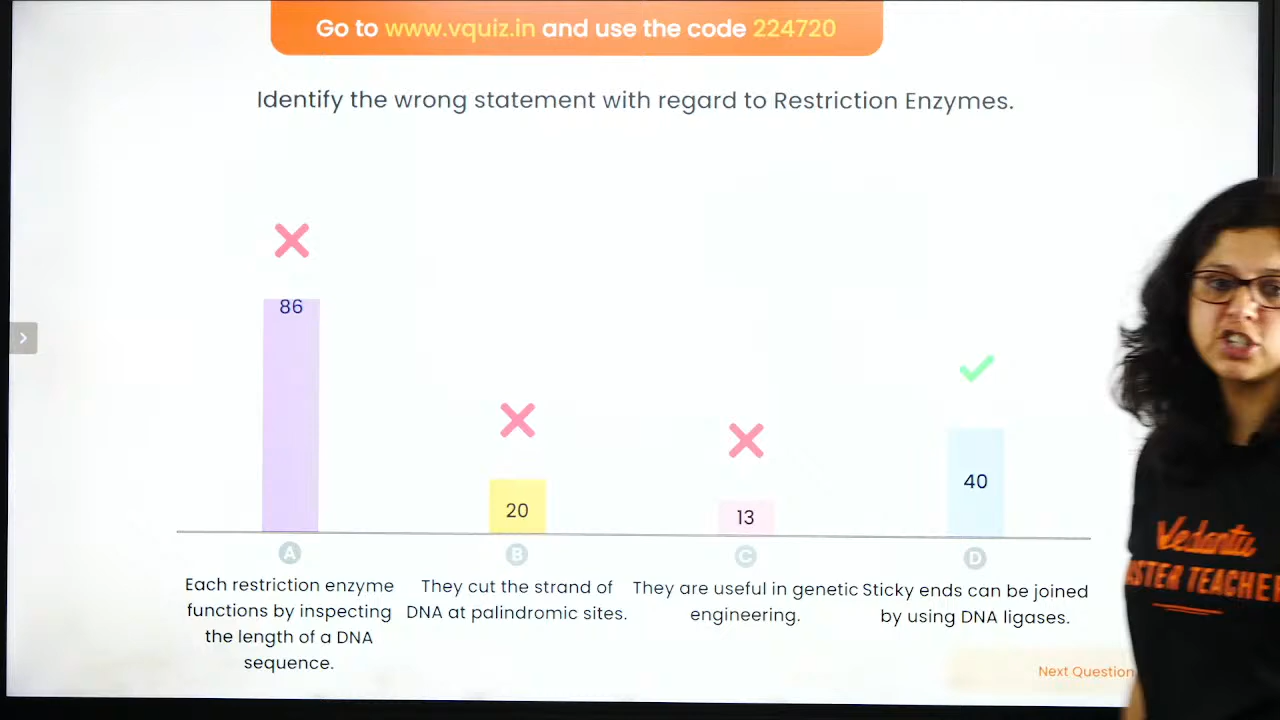 Go to www.vquiz.in and use the code 224720
Identify the wrong statement with regard to Restriction Enzymes.
86
20
13
40
A
B
C
D
Each restriction enzyme
functions by inspecting
the length of a DNA
sequence.
They cut the strand of
DNA at palindromic sites.
They are useful in genetic
engineering.
Sticky ends can be joined
by using DNA ligases.
Next Question
Vedantu
ASTER TEACHE